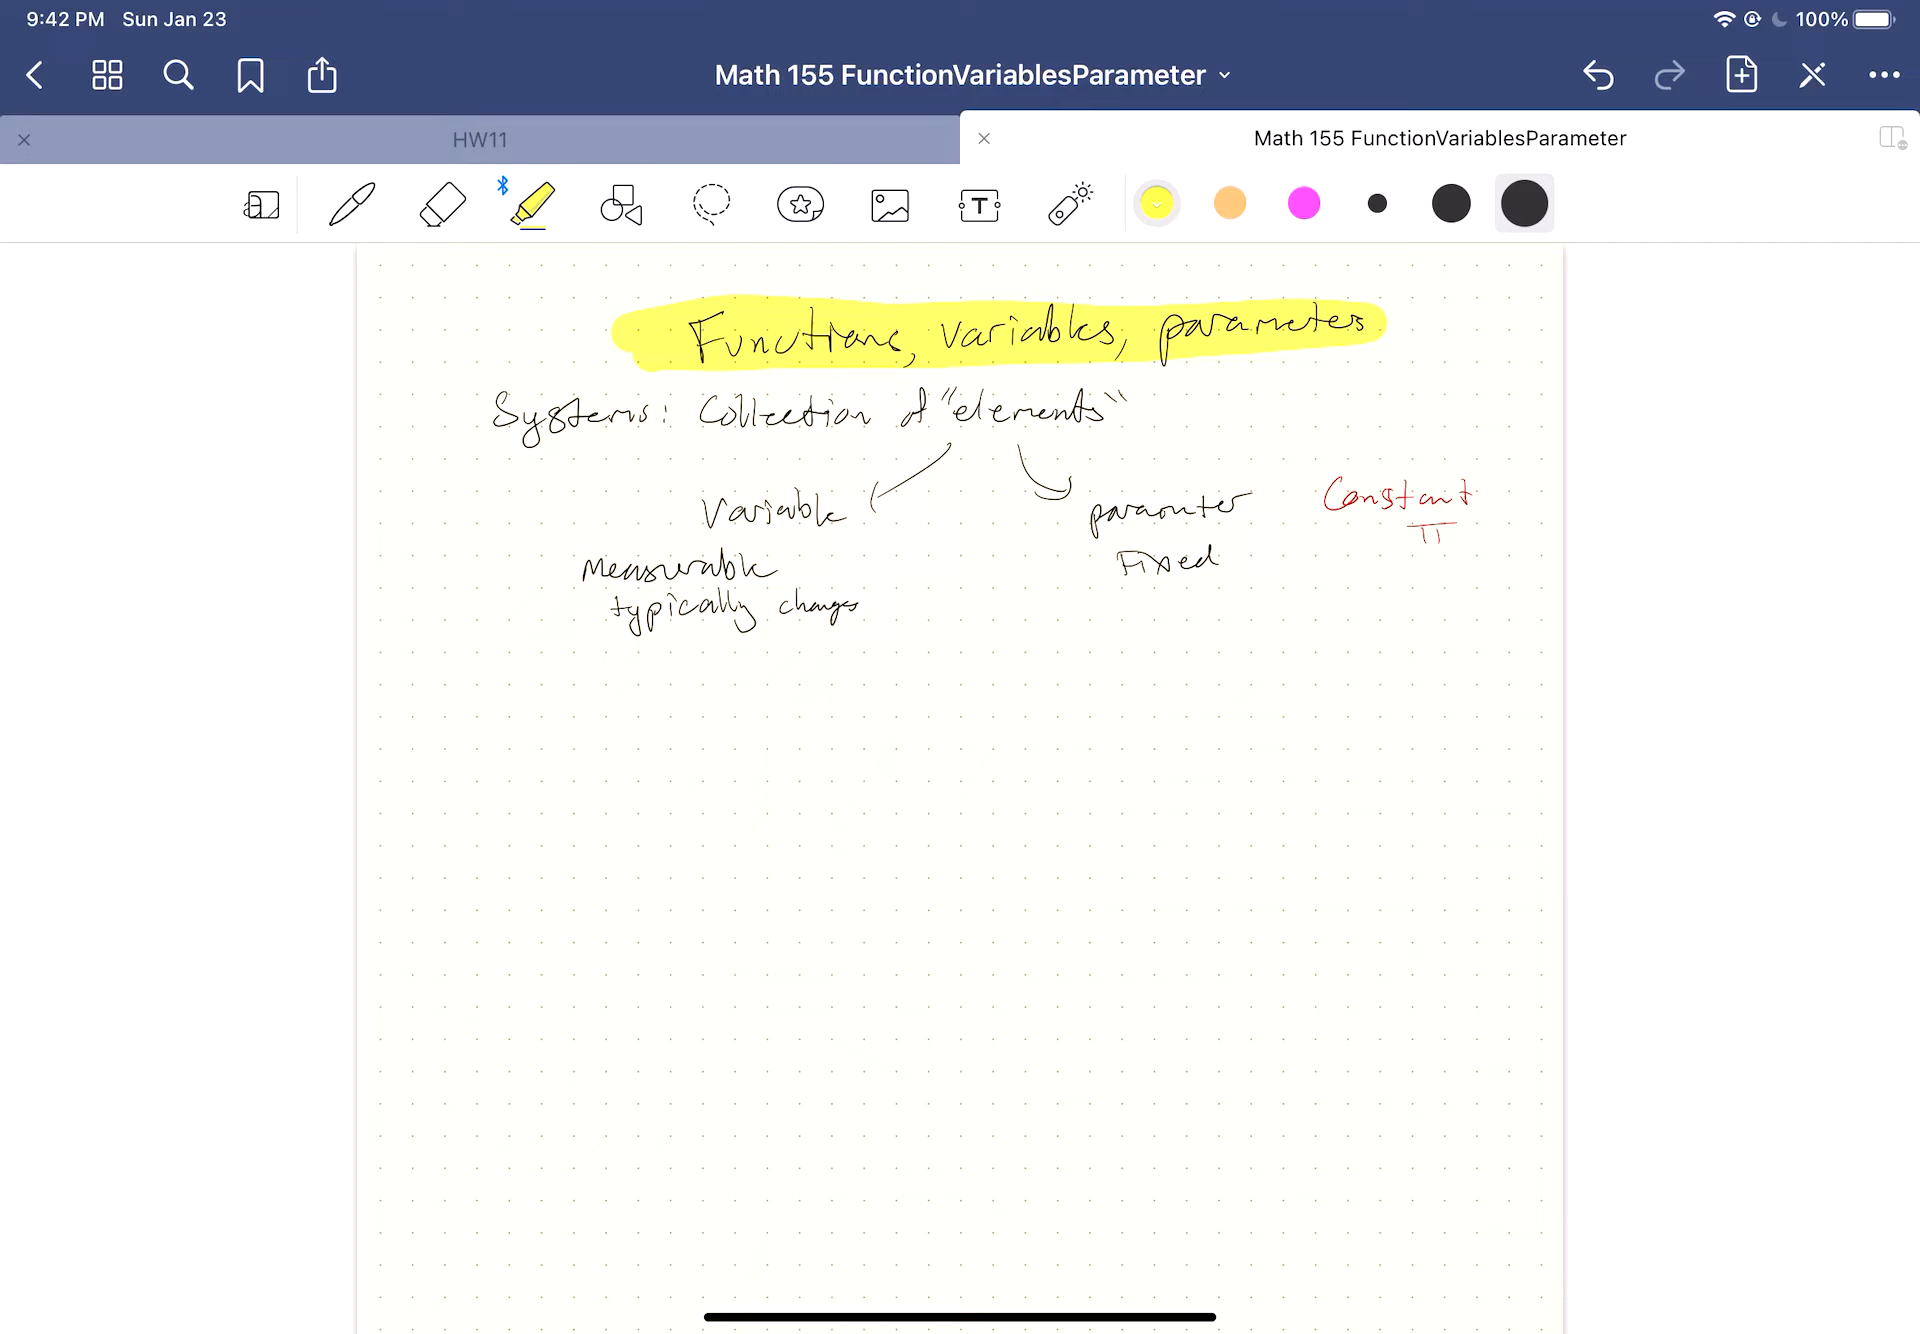 9:42 PM Sun Jan 23
100%
Math 155 FunctionVariablesParameter
HW11
Math 155 FunctionVariablesParameter
a
T
Functions, variables, parameters
Systems: Collection of "elements"
Variable parameter Constant
π
Measurable Fixed
typically changes